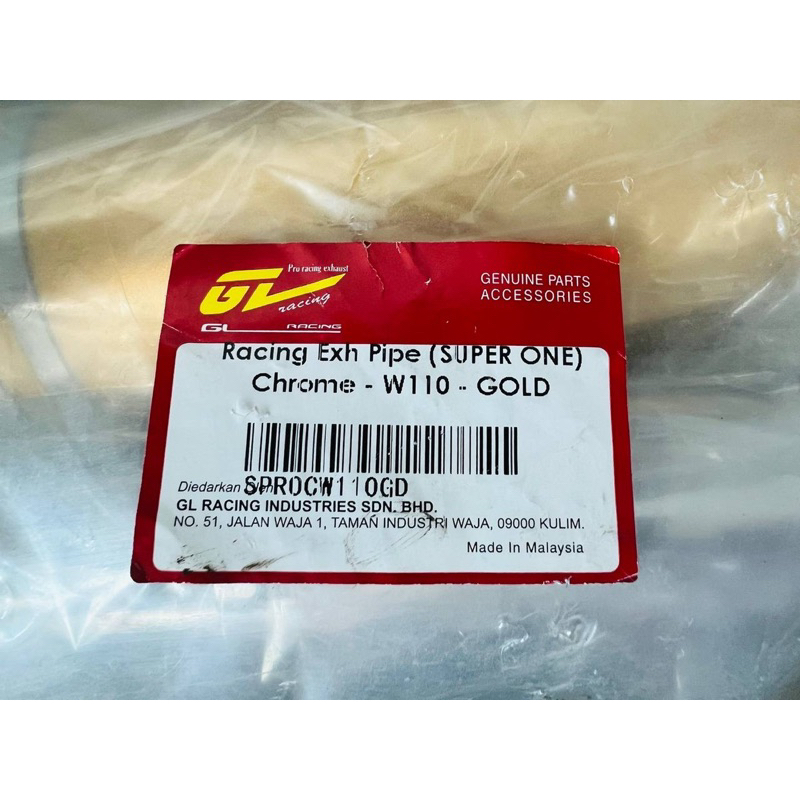 Pro racing exhaust
GL
racing
GL RACING
GENUINE PARTS
ACCESSORIES
Racing Exh Pipe (SUPER ONE)
Chrome - W110 - GOLD
SPROCW110GD
Diedarkan Oleh
GL RACING INDUSTRIES SDN. BHD.
NO. 51, JALAN WAJA 1, TAMAN INDUSTRI WAJA, 09000 KULIM.
Made In Malaysia